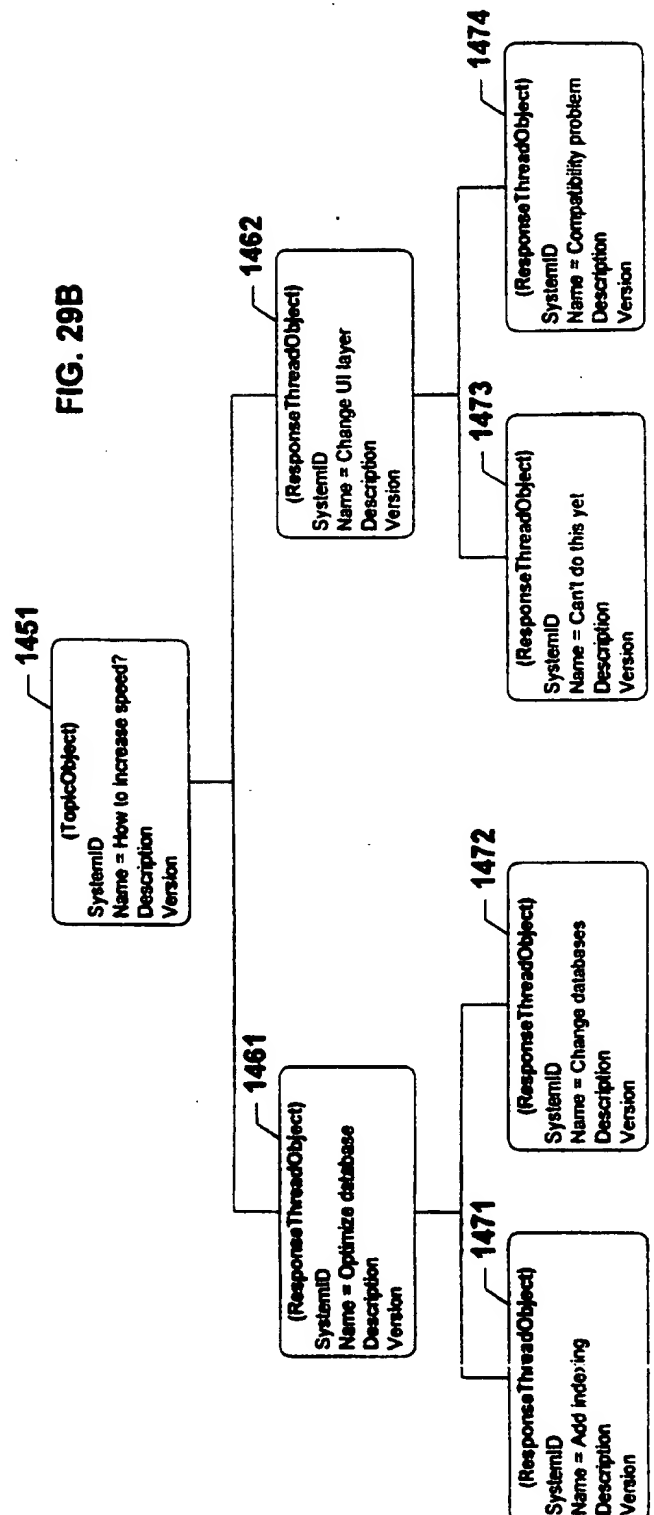 FIG. 29B
1451
(TopicObject)
SystemID
Name = How to increase speed?
Description
Version
1461
(ResponseThreadObject)
SystemID
Name = Optimize database
Description
Version
1462
(ResponseThreadObject)
SystemID
Name = Change UI layer
Description
Version
1471
(ResponseThreadObject)
SystemID
Name = Add indexing
Description
Version
1472
(ResponseThreadObject)
SystemID
Name = Change databases
Description
Version
1473
(ResponseThreadObject)
SystemID
Name = Can't do this yet
Description
Version
1474
(ResponseThreadObject)
SystemID
Name = Compatibility problem
Description
Version